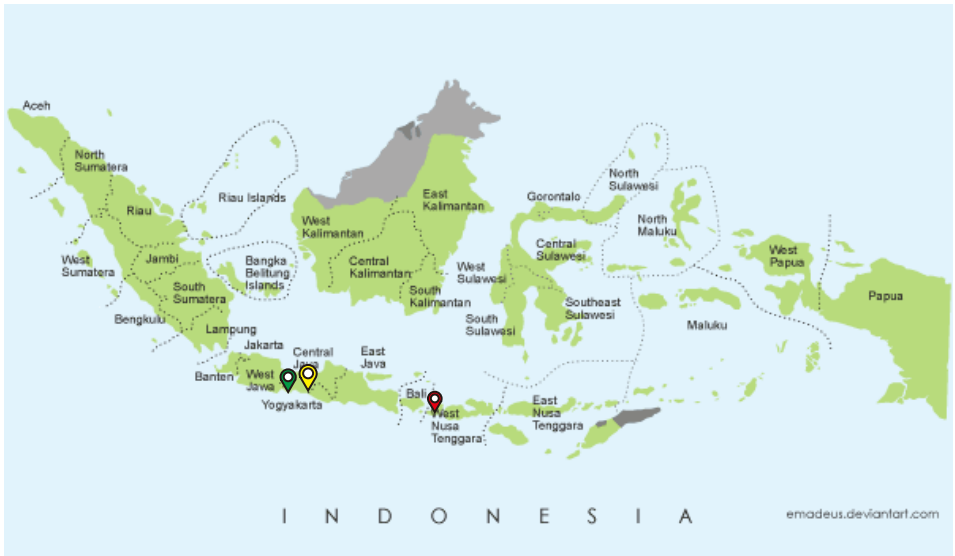 Aceh
North
Sumatera
Riau
Riau Islands
West
Sumatera
Jambi
Bangka
Belitung
Islands
South
Sumatera
Bengkulu
Lampung
Jakarta
Banten
West
Jawa
Central
Java
Yogyakarta
East
Java
Bali
West
Nusa
Tenggara
East
Nusa
Tenggara
West
Kalimantan
Central
Kalimantan
South
Kalimantan
East
Kalimantan
Gorontalo
North
Sulawesi
Central
Sulawesi
West
Sulawesi
South
Sulawesi
Southeast
Sulawesi
North
Maluku
Maluku
West
Papua
Papua
INDONESIA
emadeus.deviantart.com